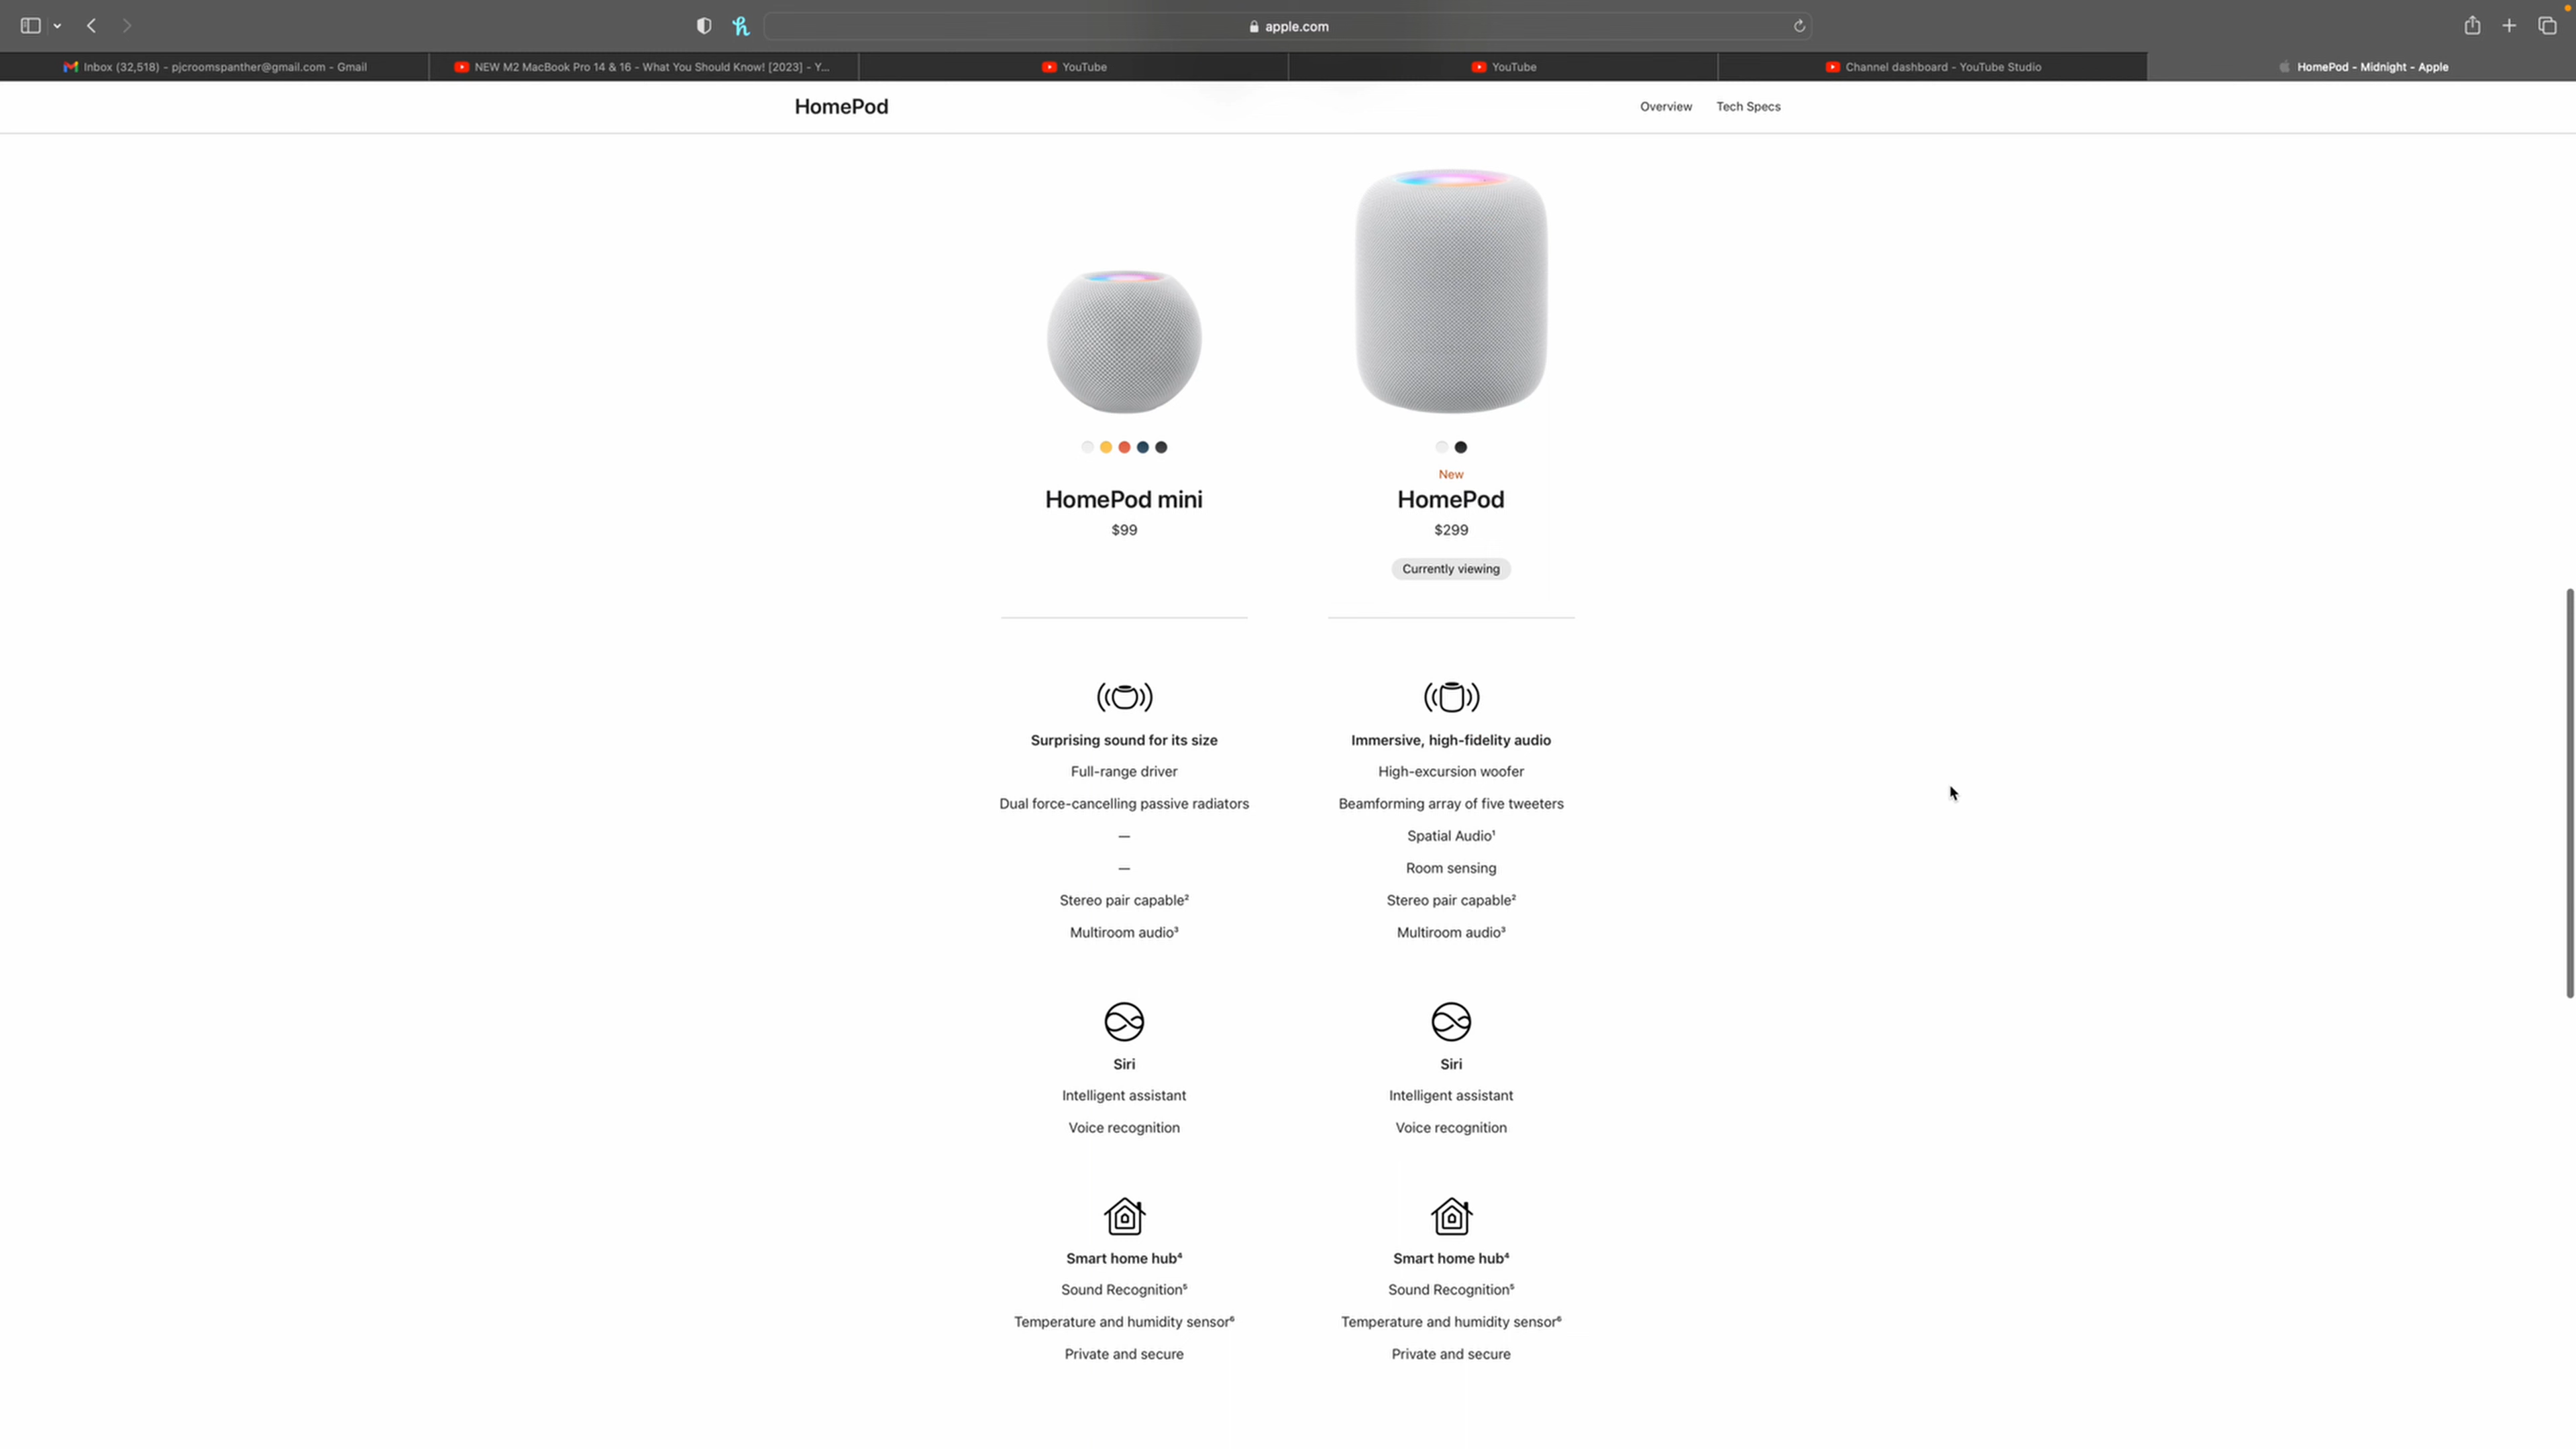 apple.com
Inbox (32,518) - pjcroomspanther@gmail.com - Gmail
NEW M2 MacBook Pro 14 & 16 - What You Should Know! [2023] - Y...
YouTube
YouTube
Channel dashboard - YouTube Studio
HomePod - Midnight - Apple
HomePod
Overview
Tech Specs
New
HomePod mini
HomePod
$99
$299
Currently viewing
Surprising sound for its size
Immersive, high-fidelity audio
Full-range driver
High-excursion woofer
Dual force-cancelling passive radiators
Beamforming array of five tweeters
—
Spatial Audio¹
—
Room sensing
Stereo pair capable²
Stereo pair capable²
Multiroom audio³
Multiroom audio³
Siri
Siri
Intelligent assistant
Intelligent assistant
Voice recognition
Voice recognition
Smart home hub⁴
Smart home hub⁴
Sound Recognition⁵
Sound Recognition⁵
Temperature and humidity sensor⁶
Temperature and humidity sensor⁶
Private and secure
Private and secure